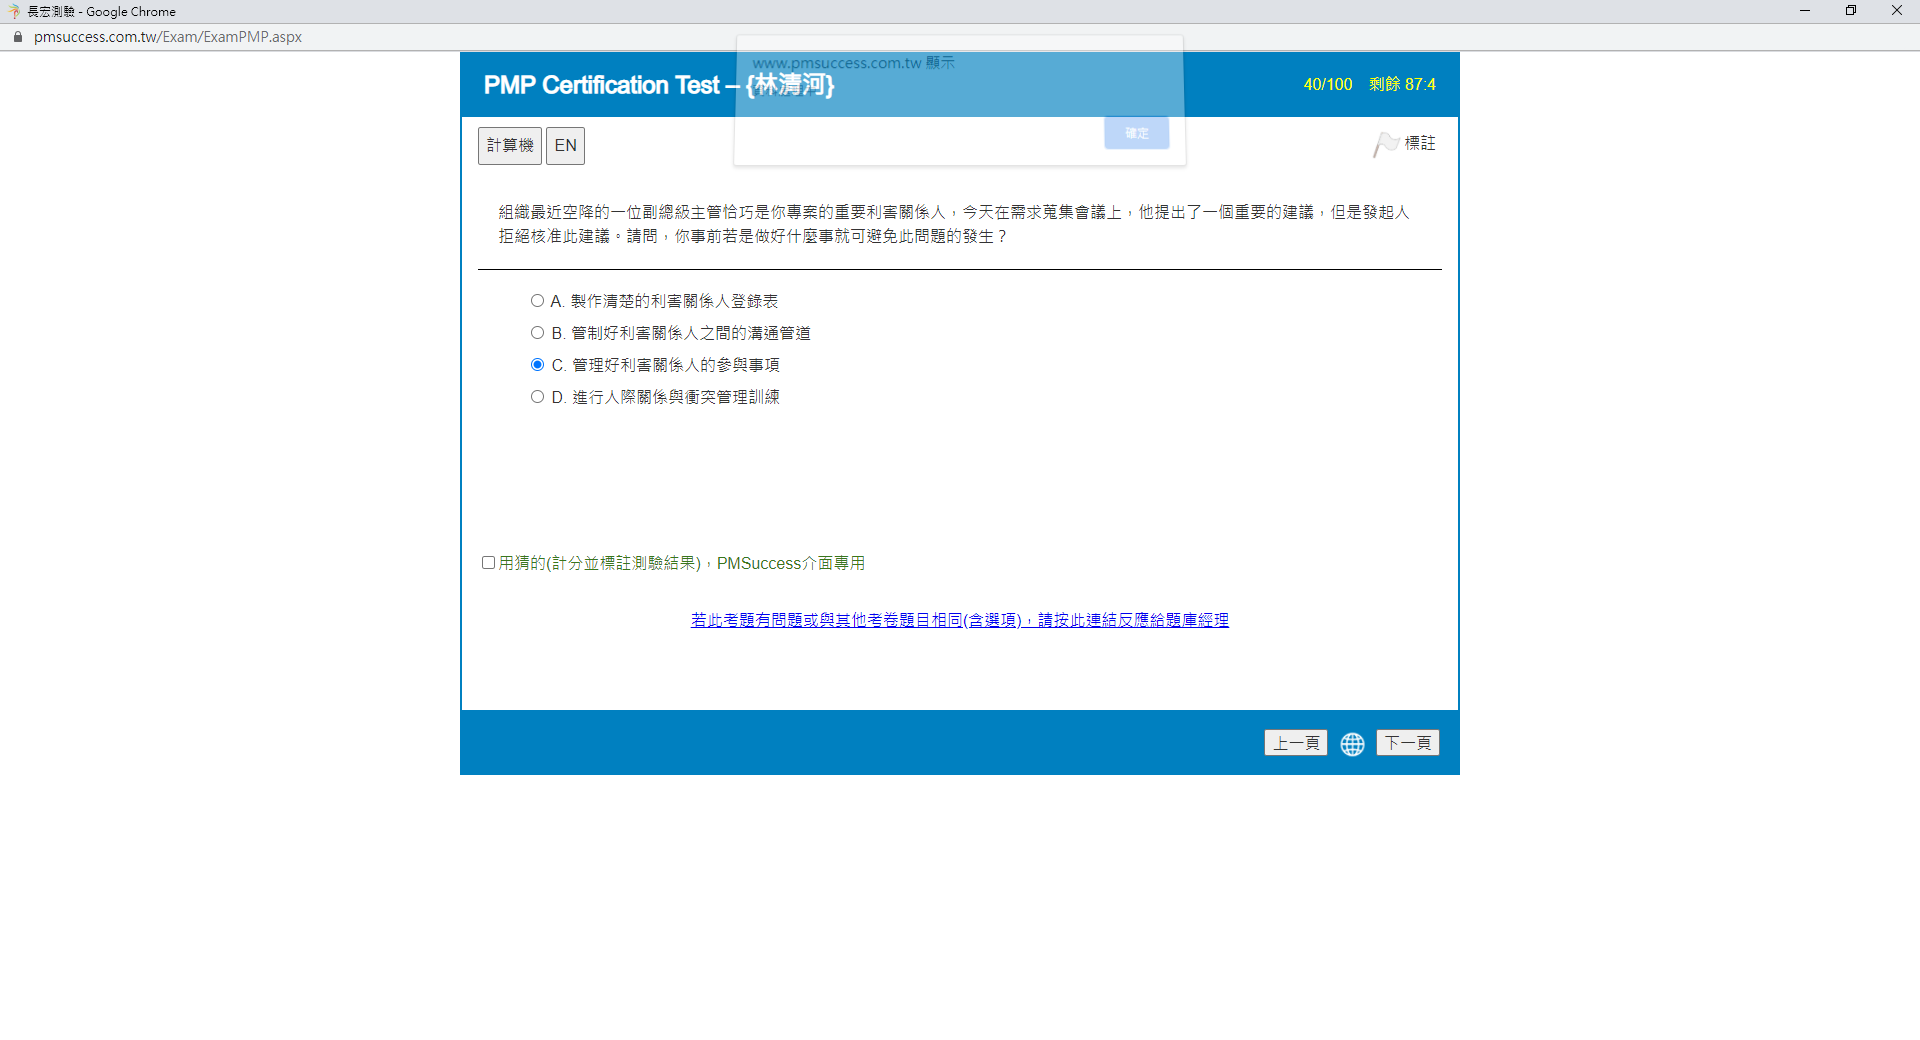 長宏測驗 - Google Chrome
pmsuccess.com.tw/Exam/ExamPMP.aspx
www.pmsuccess.com.tw 顯示
PMP Certification Test – {林清河}
40/100 剩餘 87:4
確定
計算機 EN
標註
組織最近空降的一位副總級主管恰巧是你專案的重要利害關係人，今天在需求蒐集會議上，他提出了一個重要的建議，但是發起人
拒絕核准此建議。請問，你事前若是做好什麼事就可避免此問題的發生？
A. 製作清楚的利害關係人登錄表
B. 管制好利害關係人之間的溝通管道
C. 管理好利害關係人的參與事項
D. 進行人際關係與衝突管理訓練
用猜的(計分並標註測驗結果)，PMSuccess介面專用
若此考題有問題或與其他考卷題目相同(含選項)，請按此連結反應給題庫經理
上一頁 下一頁